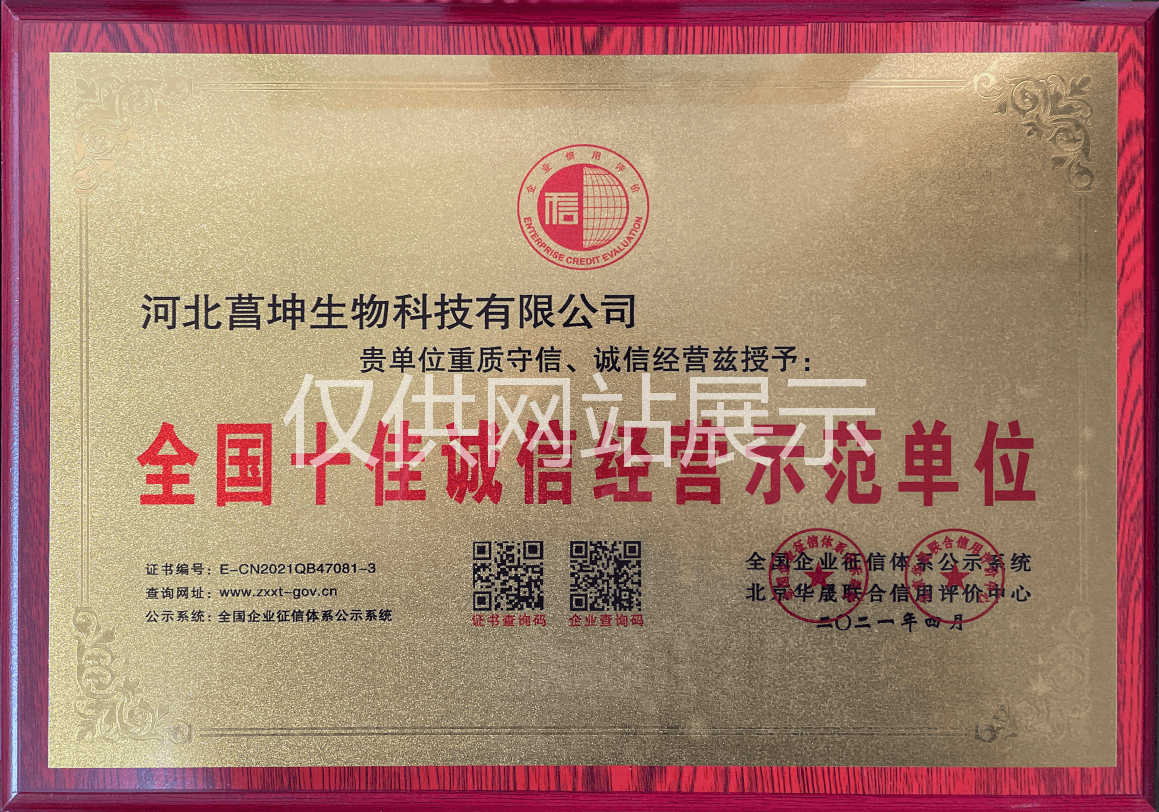 企业信用评价
信
ENTERPRISE CREDIT EVALUATION
河北菖坤生物科技有限公司
贵单位重质守信、诚信经营兹授予：
仅供网站展示
全国十佳诚信经营示范单位
证书编号：E-CN2021QB47081-3
查询网址：www.zxxt-gov.cn
公示系统：全国企业征信体系公示系统
证书查询码
企业查询码
全国企业征信体系公示系统
北京华晟联合信用评价中心
二〇二一年四月